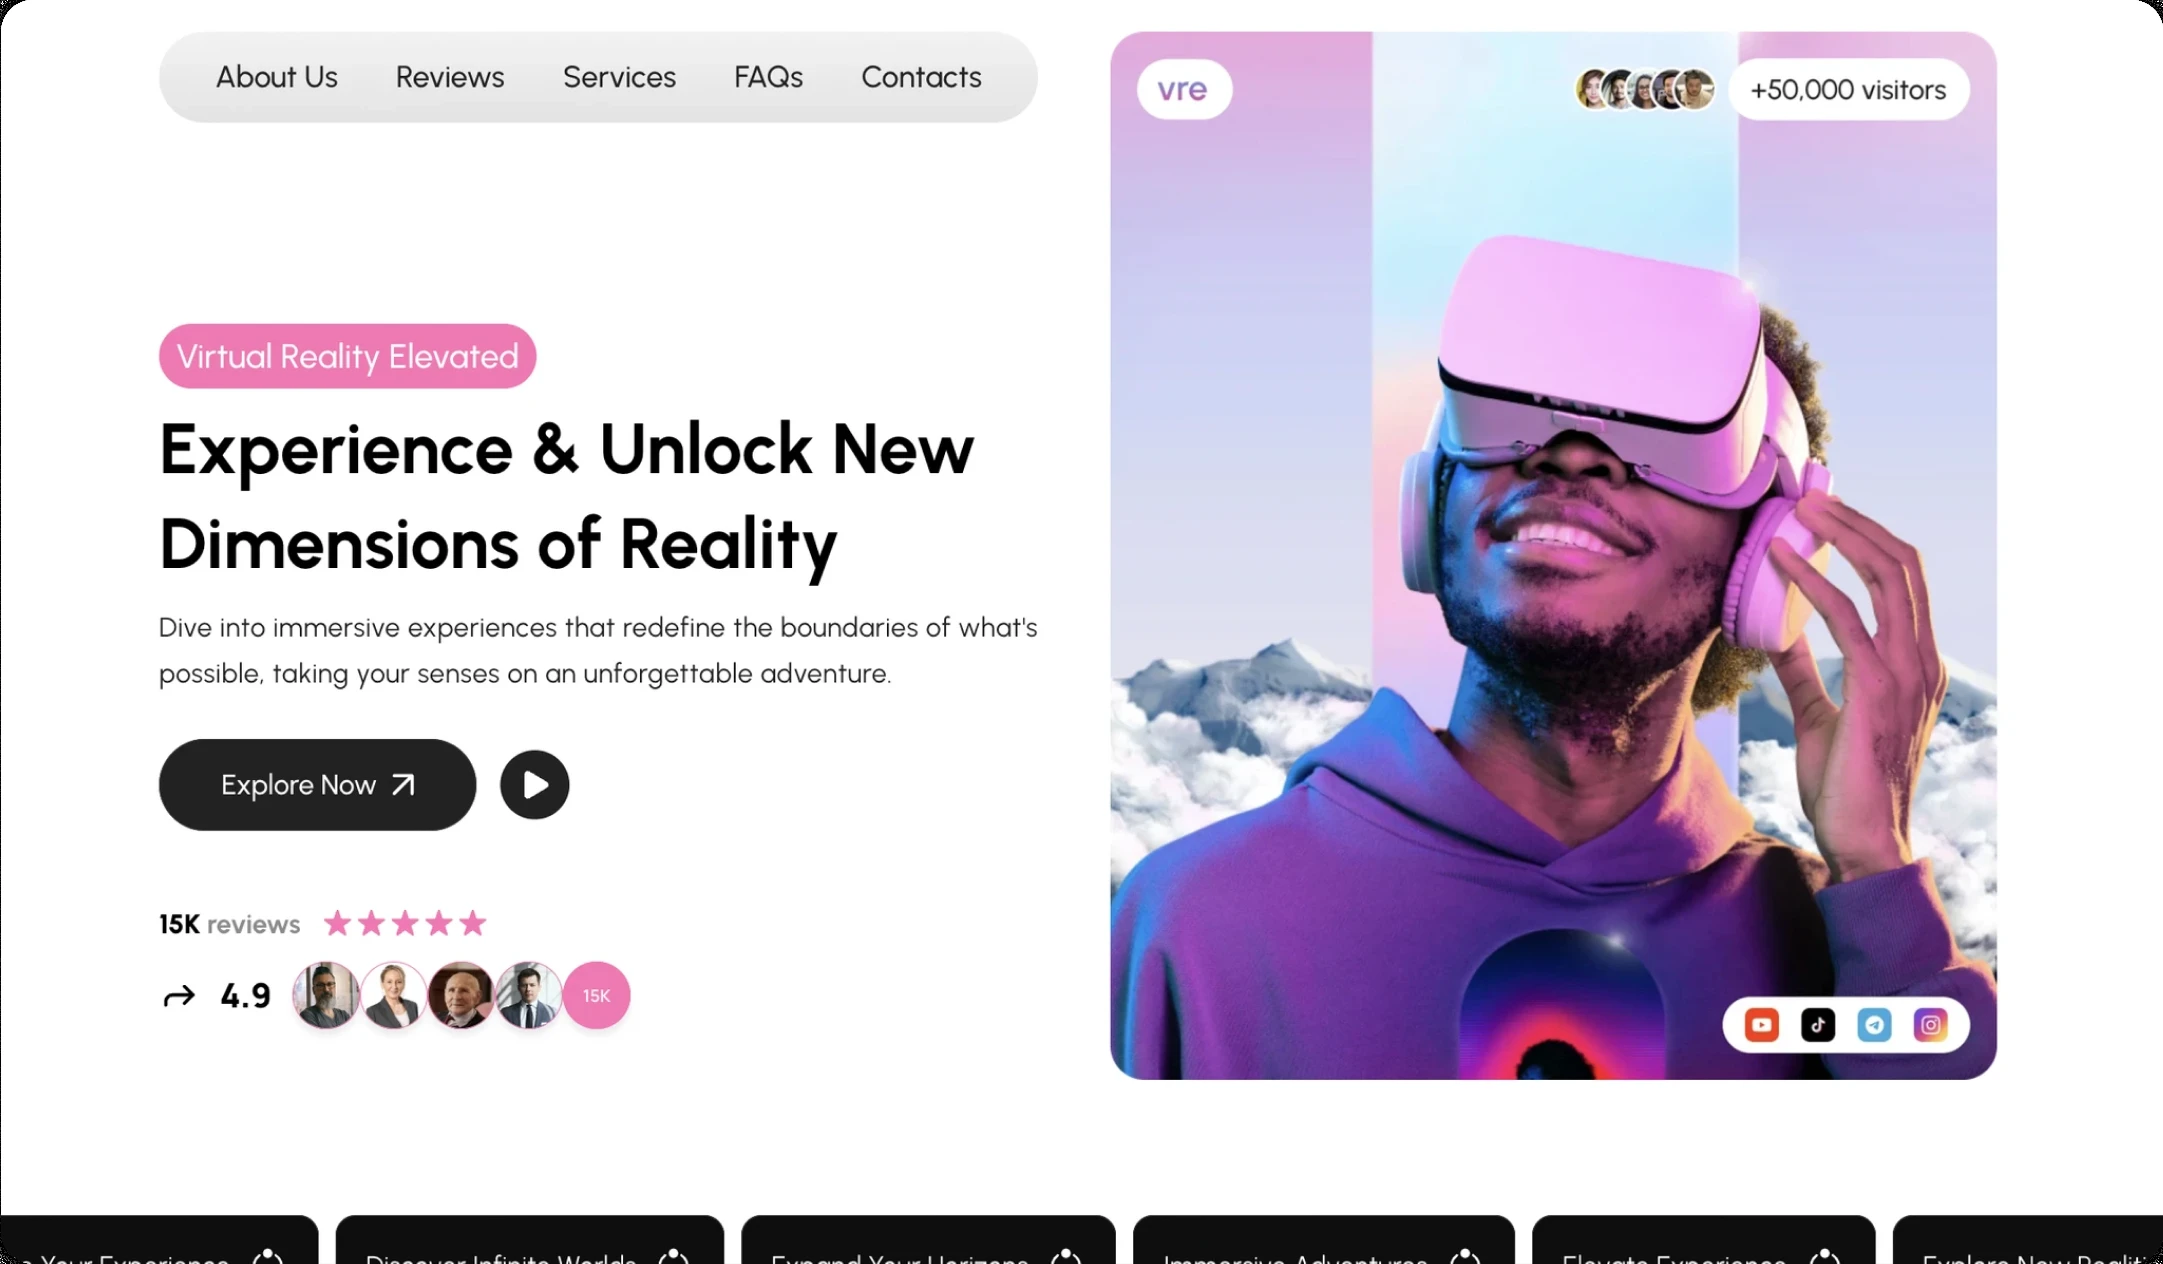 About Us Reviews Services FAQs Contacts
vre
+50,000 visitors
Virtual Reality Elevated
Experience & Unlock New
Dimensions of Reality
Dive into immersive experiences that redefine the boundaries of what's
possible, taking your senses on an unforgettable adventure.
Explore Now
15K reviews
4.9
15K
Your Experience Discover Infinite Worlds Expand Your Horizons Immersive Adventures Elevate Experience Explore New